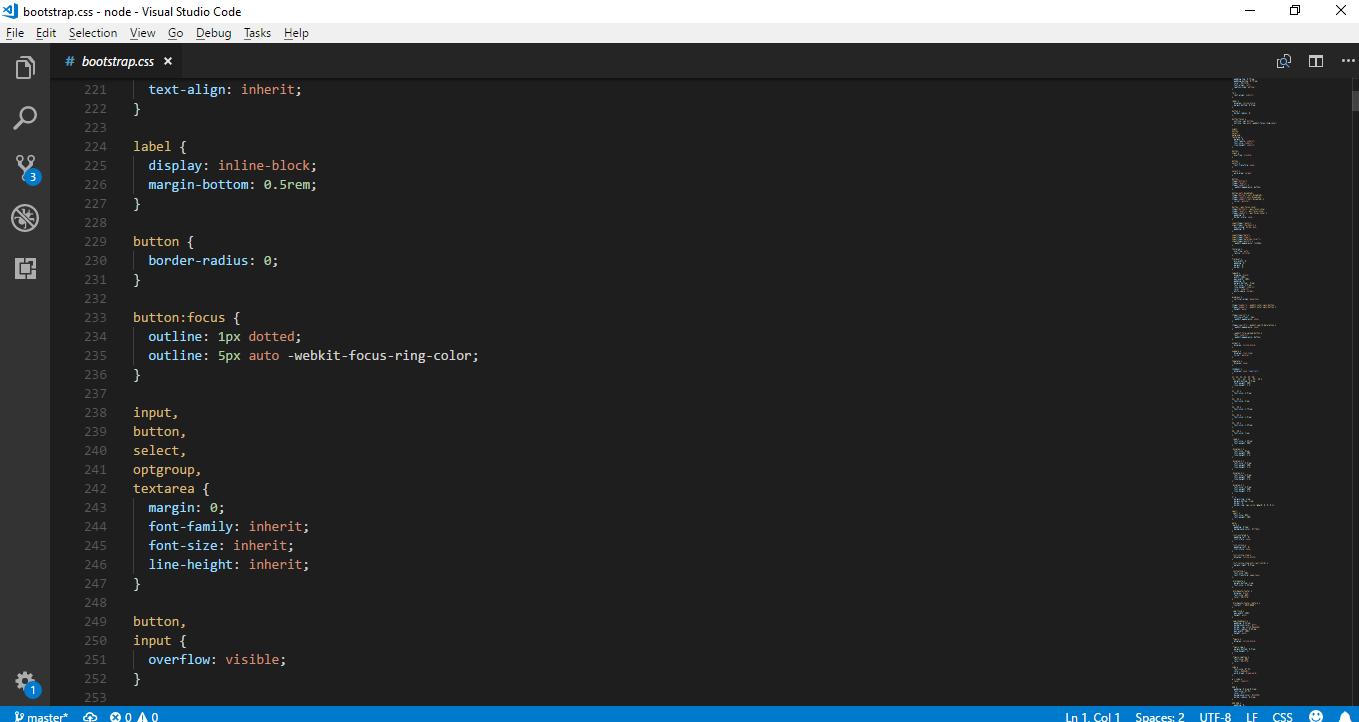 bootstrap.css - node - Visual Studio Code
File Edit Selection View Go Debug Tasks Help
# bootstrap.css ×
221 text-align: inherit;
222 }
223
224 label {
225 display: inline-block;
226 margin-bottom: 0.5rem;
227 }
228
229 button {
230 border-radius: 0;
231 }
232
233 button:focus {
234 outline: 1px dotted;
235 outline: 5px auto -webkit-focus-ring-color;
236 }
237
238 input,
239 button,
240 select,
241 optgroup,
242 textarea {
243 margin: 0;
244 font-family: inherit;
245 font-size: inherit;
246 line-height: inherit;
247 }
248
249 button,
250 input {
251 overflow: visible;
252 }
253
3
1
master* 0 0 Ln 1, Col 1 Spaces: 2 UTF-8 LF CSS